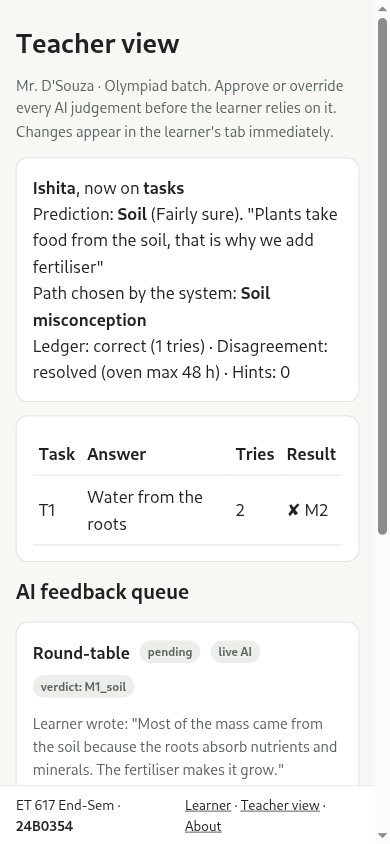 Teacher view
Mr. D'Souza · Olympiad batch. Approve or override
every AI judgement before the learner relies on it.
Changes appear in the learner's tab immediately.
Ishita, now on tasks
Prediction: Soil (Fairly sure). "Plants take
food from the soil, that is why we add
fertiliser"
Path chosen by the system: Soil
misconception
Ledger: correct (1 tries) · Disagreement:
resolved (oven max 48 h) · Hints: 0
Task Answer Tries Result
T1 Water from the roots 2 ✘ M2
AI feedback queue
Round-table pending live AI
verdict: M1_soil
Learner wrote: "Most of the mass came from
the soil because the roots absorb nutrients and
minerals. The fertiliser makes it grow."
ET 617 End-Sem ·
24B0354
Learner · Teacher view ·
About